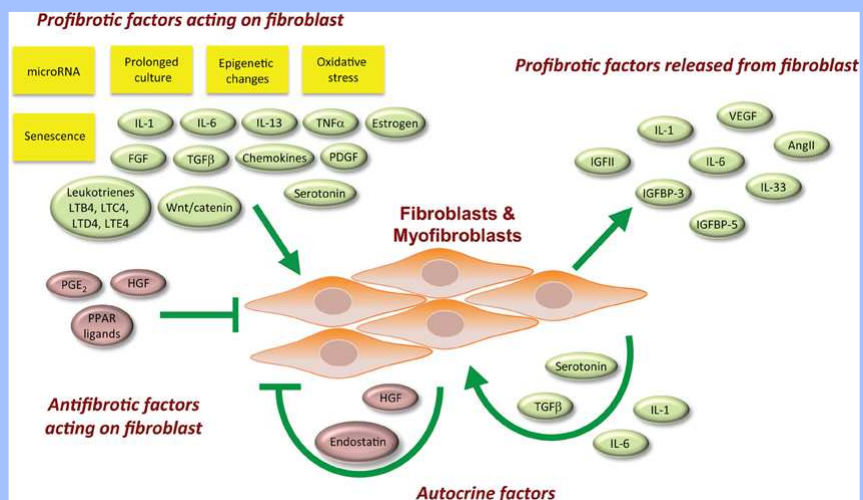 Profibrotic factors acting on fibroblast
microRNA
Prolonged
culture
Epigenetic
changes
Oxidative
stress
Senescence
IL-1
IL-6
IL-13
TNFα
Estrogen
FGF
TGFβ
Chemokines
PDGF
Leukotrienes
LTB4, LTC4,
LTD4, LTE4
Wnt/catenin
Serotonin
Profibrotic factors released from fibroblast
VEGF
IL-1
AngII
IGFII
IL-6
IL-33
IGFBP-3
IGFBP-5
Fibroblasts &
Myofibroblasts
PGE₂
HGF
PPAR
ligands
Antifibrotic factors
acting on fibroblast
HGF
Endostatin
Serotonin
TGFβ
IL-1
IL-6
Autocrine factors